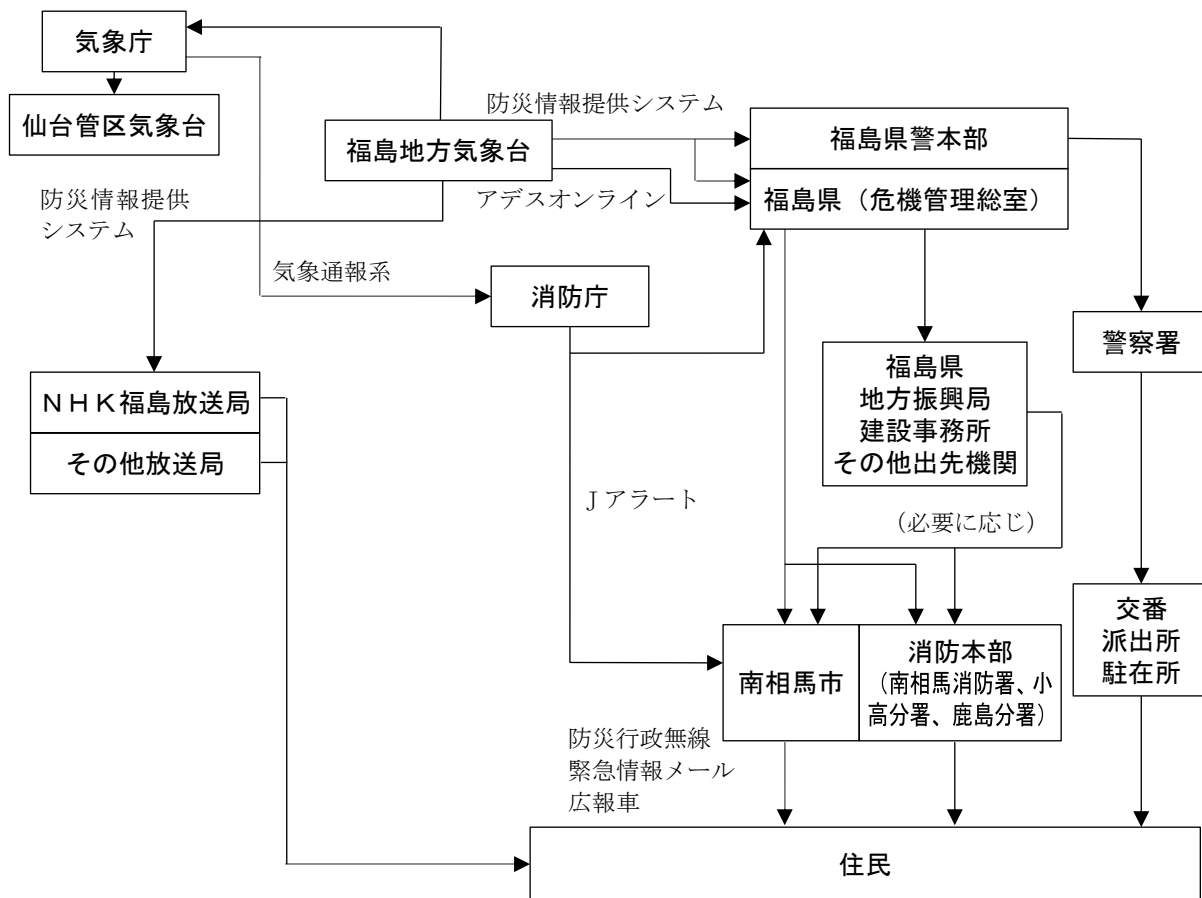 気象庁
仙台管区気象台
防災情報提供システム
福島地方気象台
福島県警本部
アデスオンライン
福島県（危機管理総室）
防災情報提供
システム
気象通報系
消防庁
警察署
福島県
地方振興局
建設事務所
その他出先機関
ＮＨＫ福島放送局
その他放送局
Ｊアラート
（必要に応じ）
交番
派出所
駐在所
南相馬市
消防本部
（南相馬消防署、小
高分署、鹿島分署）
防災行政無線
緊急情報メール
広報車
住民